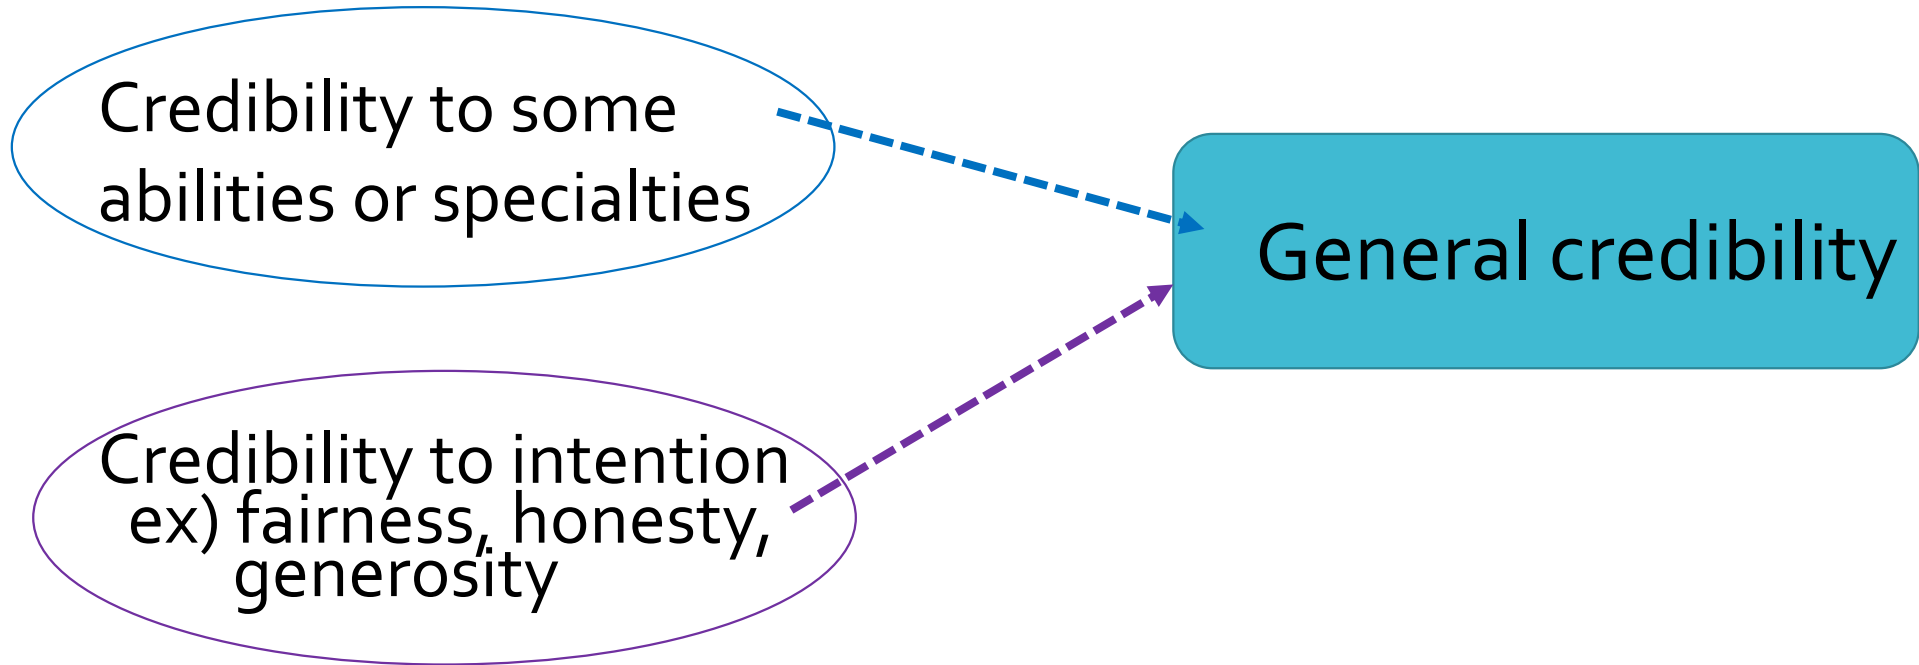 Credibility to some
abilities or specialties
General credibility
Credibility to intention
ex) fairness, honesty,
generosity